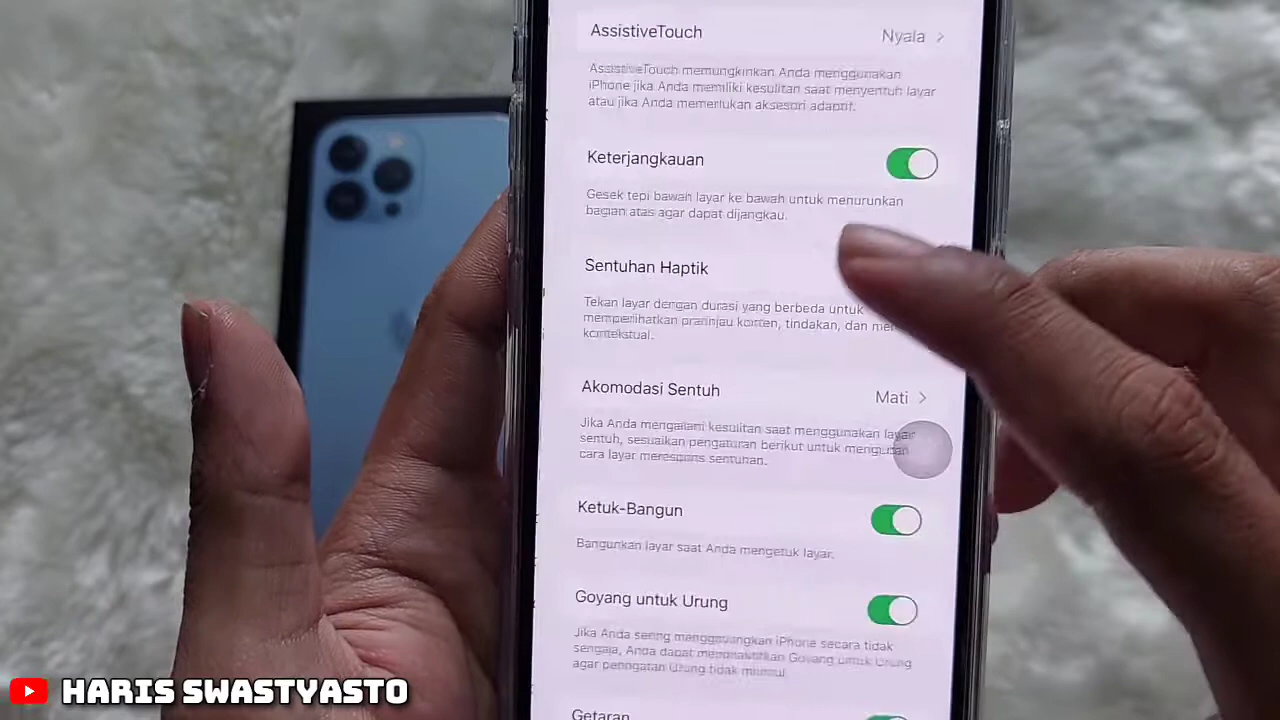 AssistiveTouch
Nyala
AssistiveTouch memungkinkan Anda menggunakan
iPhone jika Anda memiliki kesulitan saat menyentuh layar
atau jika Anda memerlukan aksesori adaptif.
Keterjangkauan
Gesek tepi bawah layar ke bawah untuk menurunkan
bagian atas agar dapat dijangkau.
Sentuhan Haptik
Tekan layar dengan durasi yang berbeda untuk
memperlihatkan pratinjau konten, tindakan, dan
kontekstual.
Akomodasi Sentuh
Mati
Jika Anda mengalami kesulitan saat menggunakan layar
sentuh, sesuaikan pengaturan berikut untuk mengubah
cara layar merespons sentuhan.
Ketuk-Bangun
Bangunkan layar saat Anda mengetuk layar.
Goyang untuk Urung
Jika Anda sering menggoyangkan iPhone secara tidak
sengaja, Anda dapat menonaktifkan Goyang untuk Urung
agar peringatan Urung tidak muncul.
Getaran
HARIS SWASTYASTO